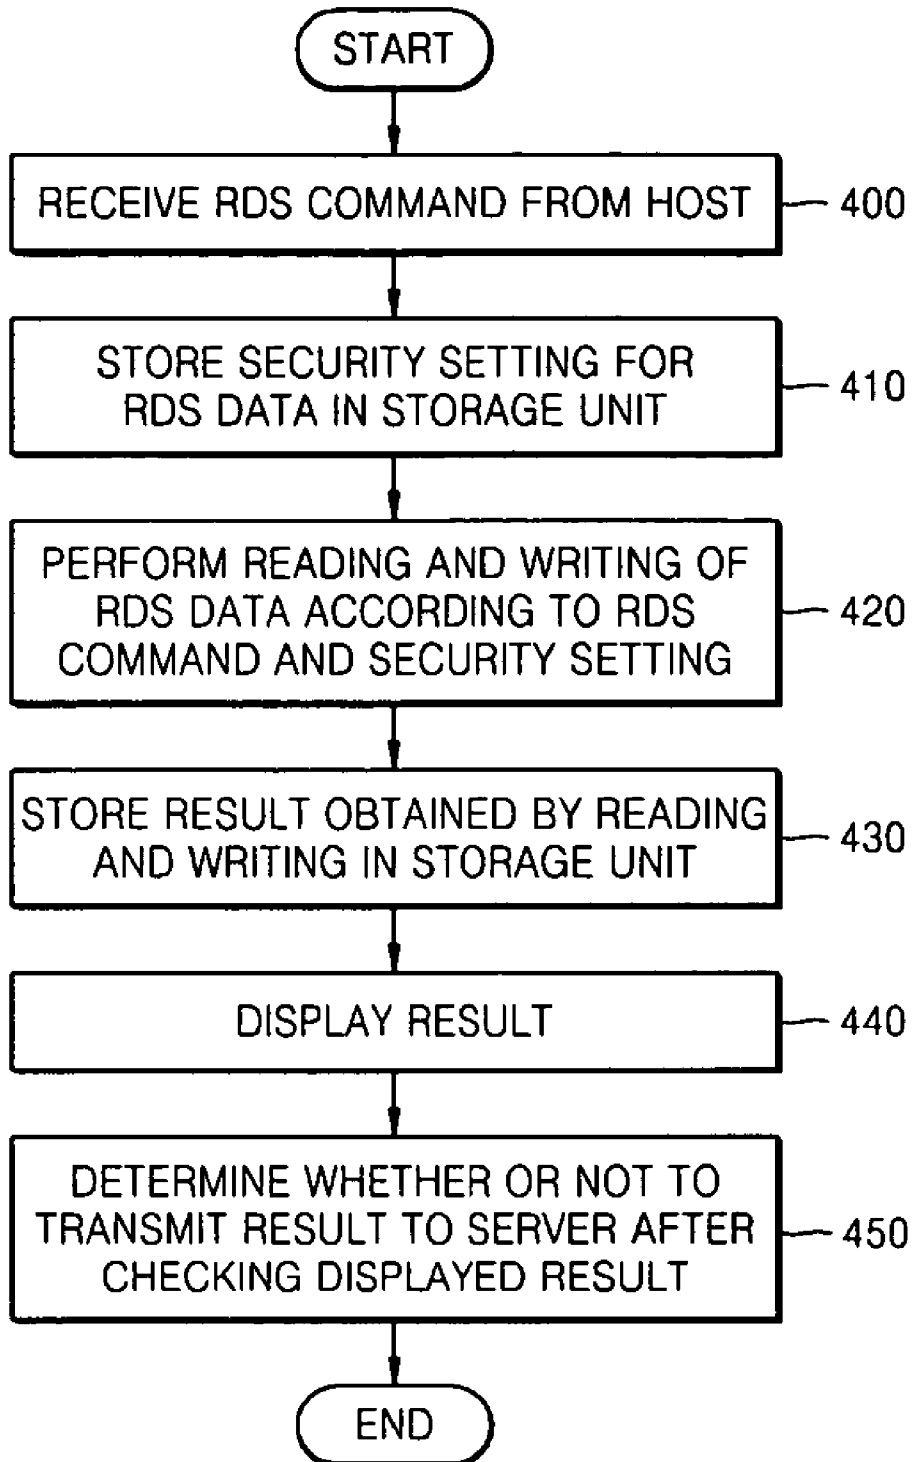 START
RECEIVE RDS COMMAND FROM HOST
400
STORE SECURITY SETTING FOR
RDS DATA IN STORAGE UNIT
410
PERFORM READING AND WRITING OF
RDS DATA ACCORDING TO RDS
COMMAND AND SECURITY SETTING
420
STORE RESULT OBTAINED BY READING
AND WRITING IN STORAGE UNIT
430
DISPLAY RESULT
440
DETERMINE WHETHER OR NOT TO
TRANSMIT RESULT TO SERVER AFTER
CHECKING DISPLAYED RESULT
450
END